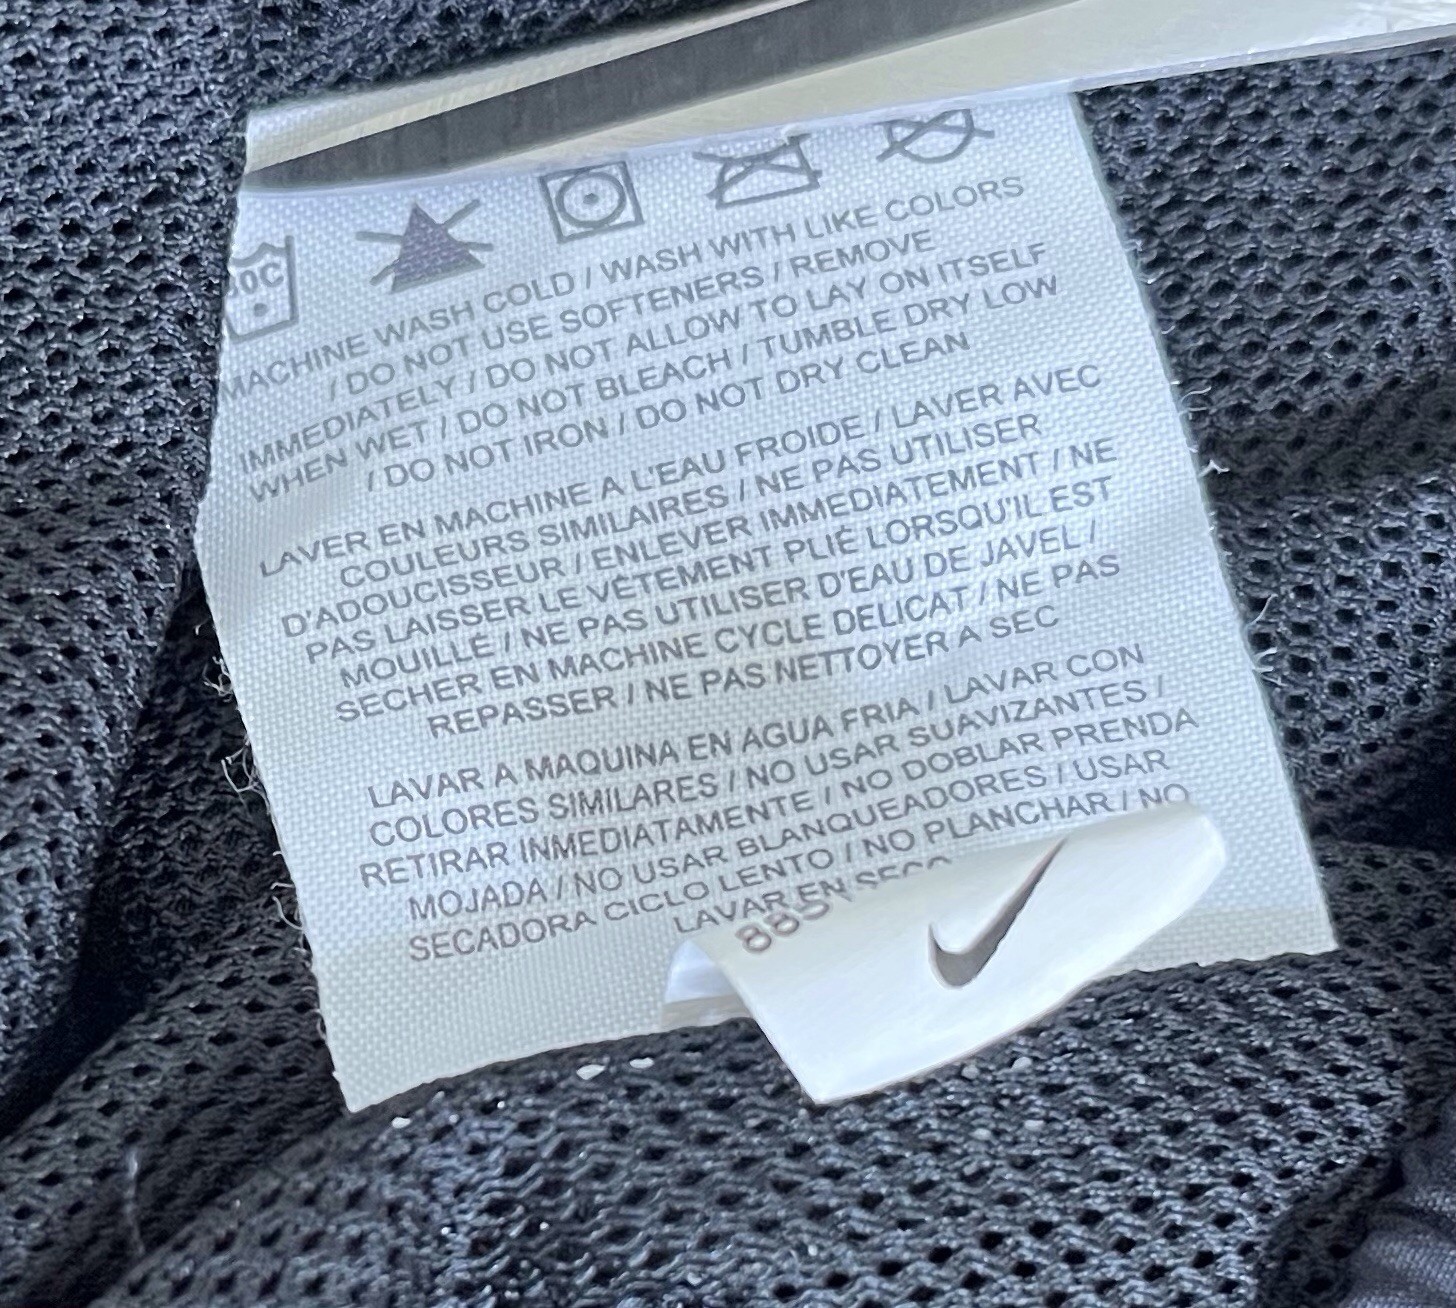 0C
MACHINE WASH COLD / WASH WITH LIKE COLORS
/ DO NOT USE SOFTENERS / REMOVE
IMMEDIATELY / DO NOT ALLOW TO LAY ON ITSELF
WHEN WET / DO NOT BLEACH / TUMBLE DRY LOW
/ DO NOT IRON / DO NOT DRY CLEAN
LAVER EN MACHINE A L'EAU FROIDE / LAVER AVEC
COULEURS SIMILAIRES / NE PAS UTILISER
D'ADOUCISSEUR / ENLEVER IMMEDIATEMENT / NE
PAS LAISSER LE VÊTEMENT PLIÉ LORSQU'IL EST
MOUILLÉ / NE PAS UTILISER D'EAU DE JAVEL /
SECHER EN MACHINE CYCLE DELICAT / NE PAS
REPASSER / NE PAS NETTOYER A SEC
LAVAR A MAQUINA EN AGUA FRIA / LAVAR CON
COLORES SIMILARES / NO USAR SUAVIZANTES /
RETIRAR INMEDIATAMENTE / NO DOBLAR PRENDA
MOJADA / NO USAR BLANQUEADORES / USAR
SECADORA CICLO LENTO / NO PLANCHAR / NO
LAVAR EN SECO
885